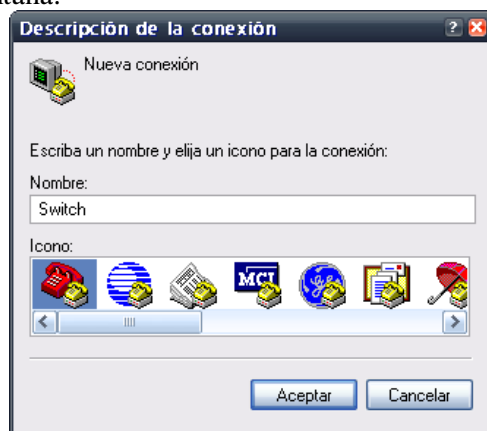 Descripción de la conexión
Nueva conexión
Escriba un nombre y elija un icono para la conexión:
Nombre:
Switch
Icono:
MCI
Aceptar Cancelar